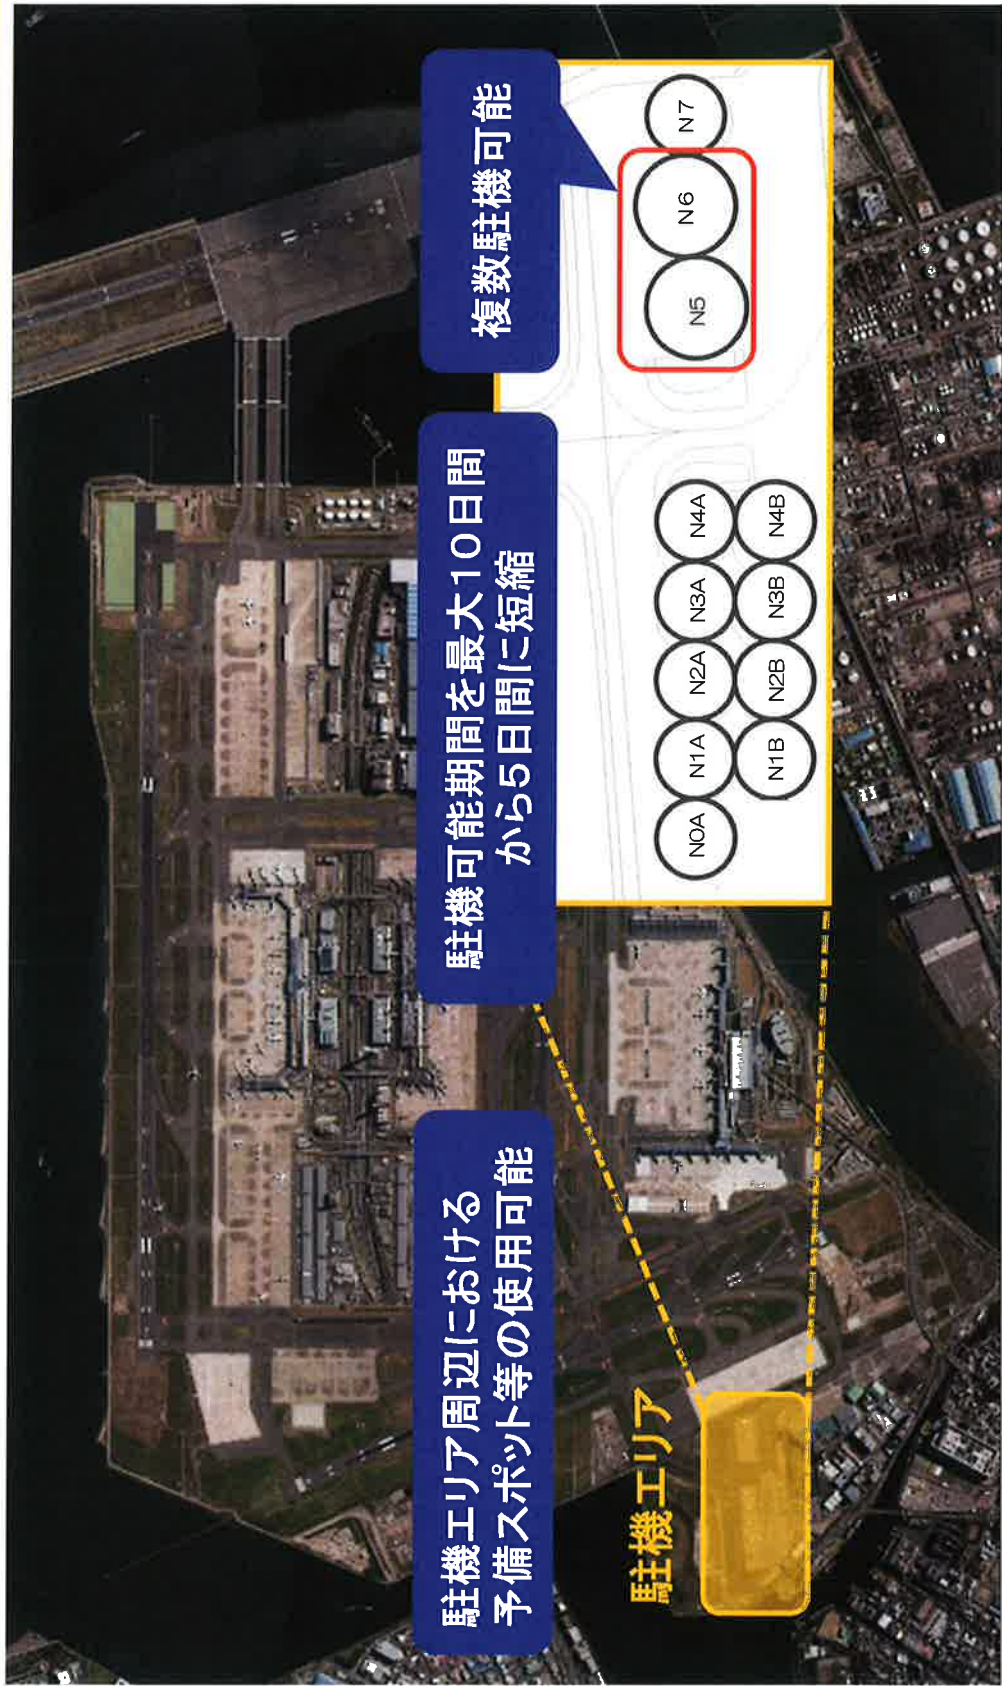 駐機エリア周辺における
予備スポット等の使用可能
駐機可能期間を最大10日間
から5日間に短縮
複数駐機可能
駐機エリア
N0A
N1A
N2A
N3A
N4A
N5
N6
N7
N1B
N2B
N3B
N4B